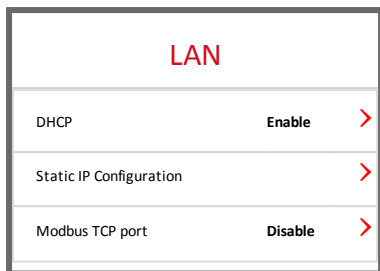 LAN
DHCP Enable
Static IP Configuration
Modbus TCP port Disable